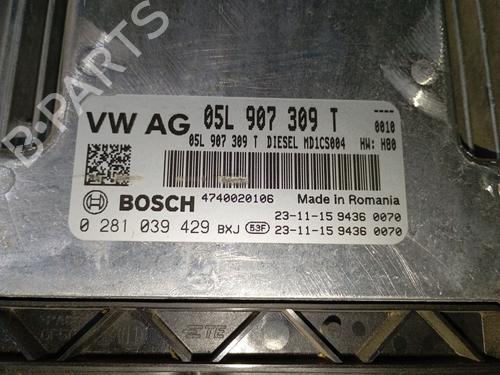 B-PARTS
VW AG 05L 907 309 T
0010
05L 907 309 T DIESEL MD1CS004 HW: H80
BOSCH 4740020106 Made in Romania
23-11-15 9436 0070
0 281 039 429 BXJ 53F 23-11-15 9436 0070
TE